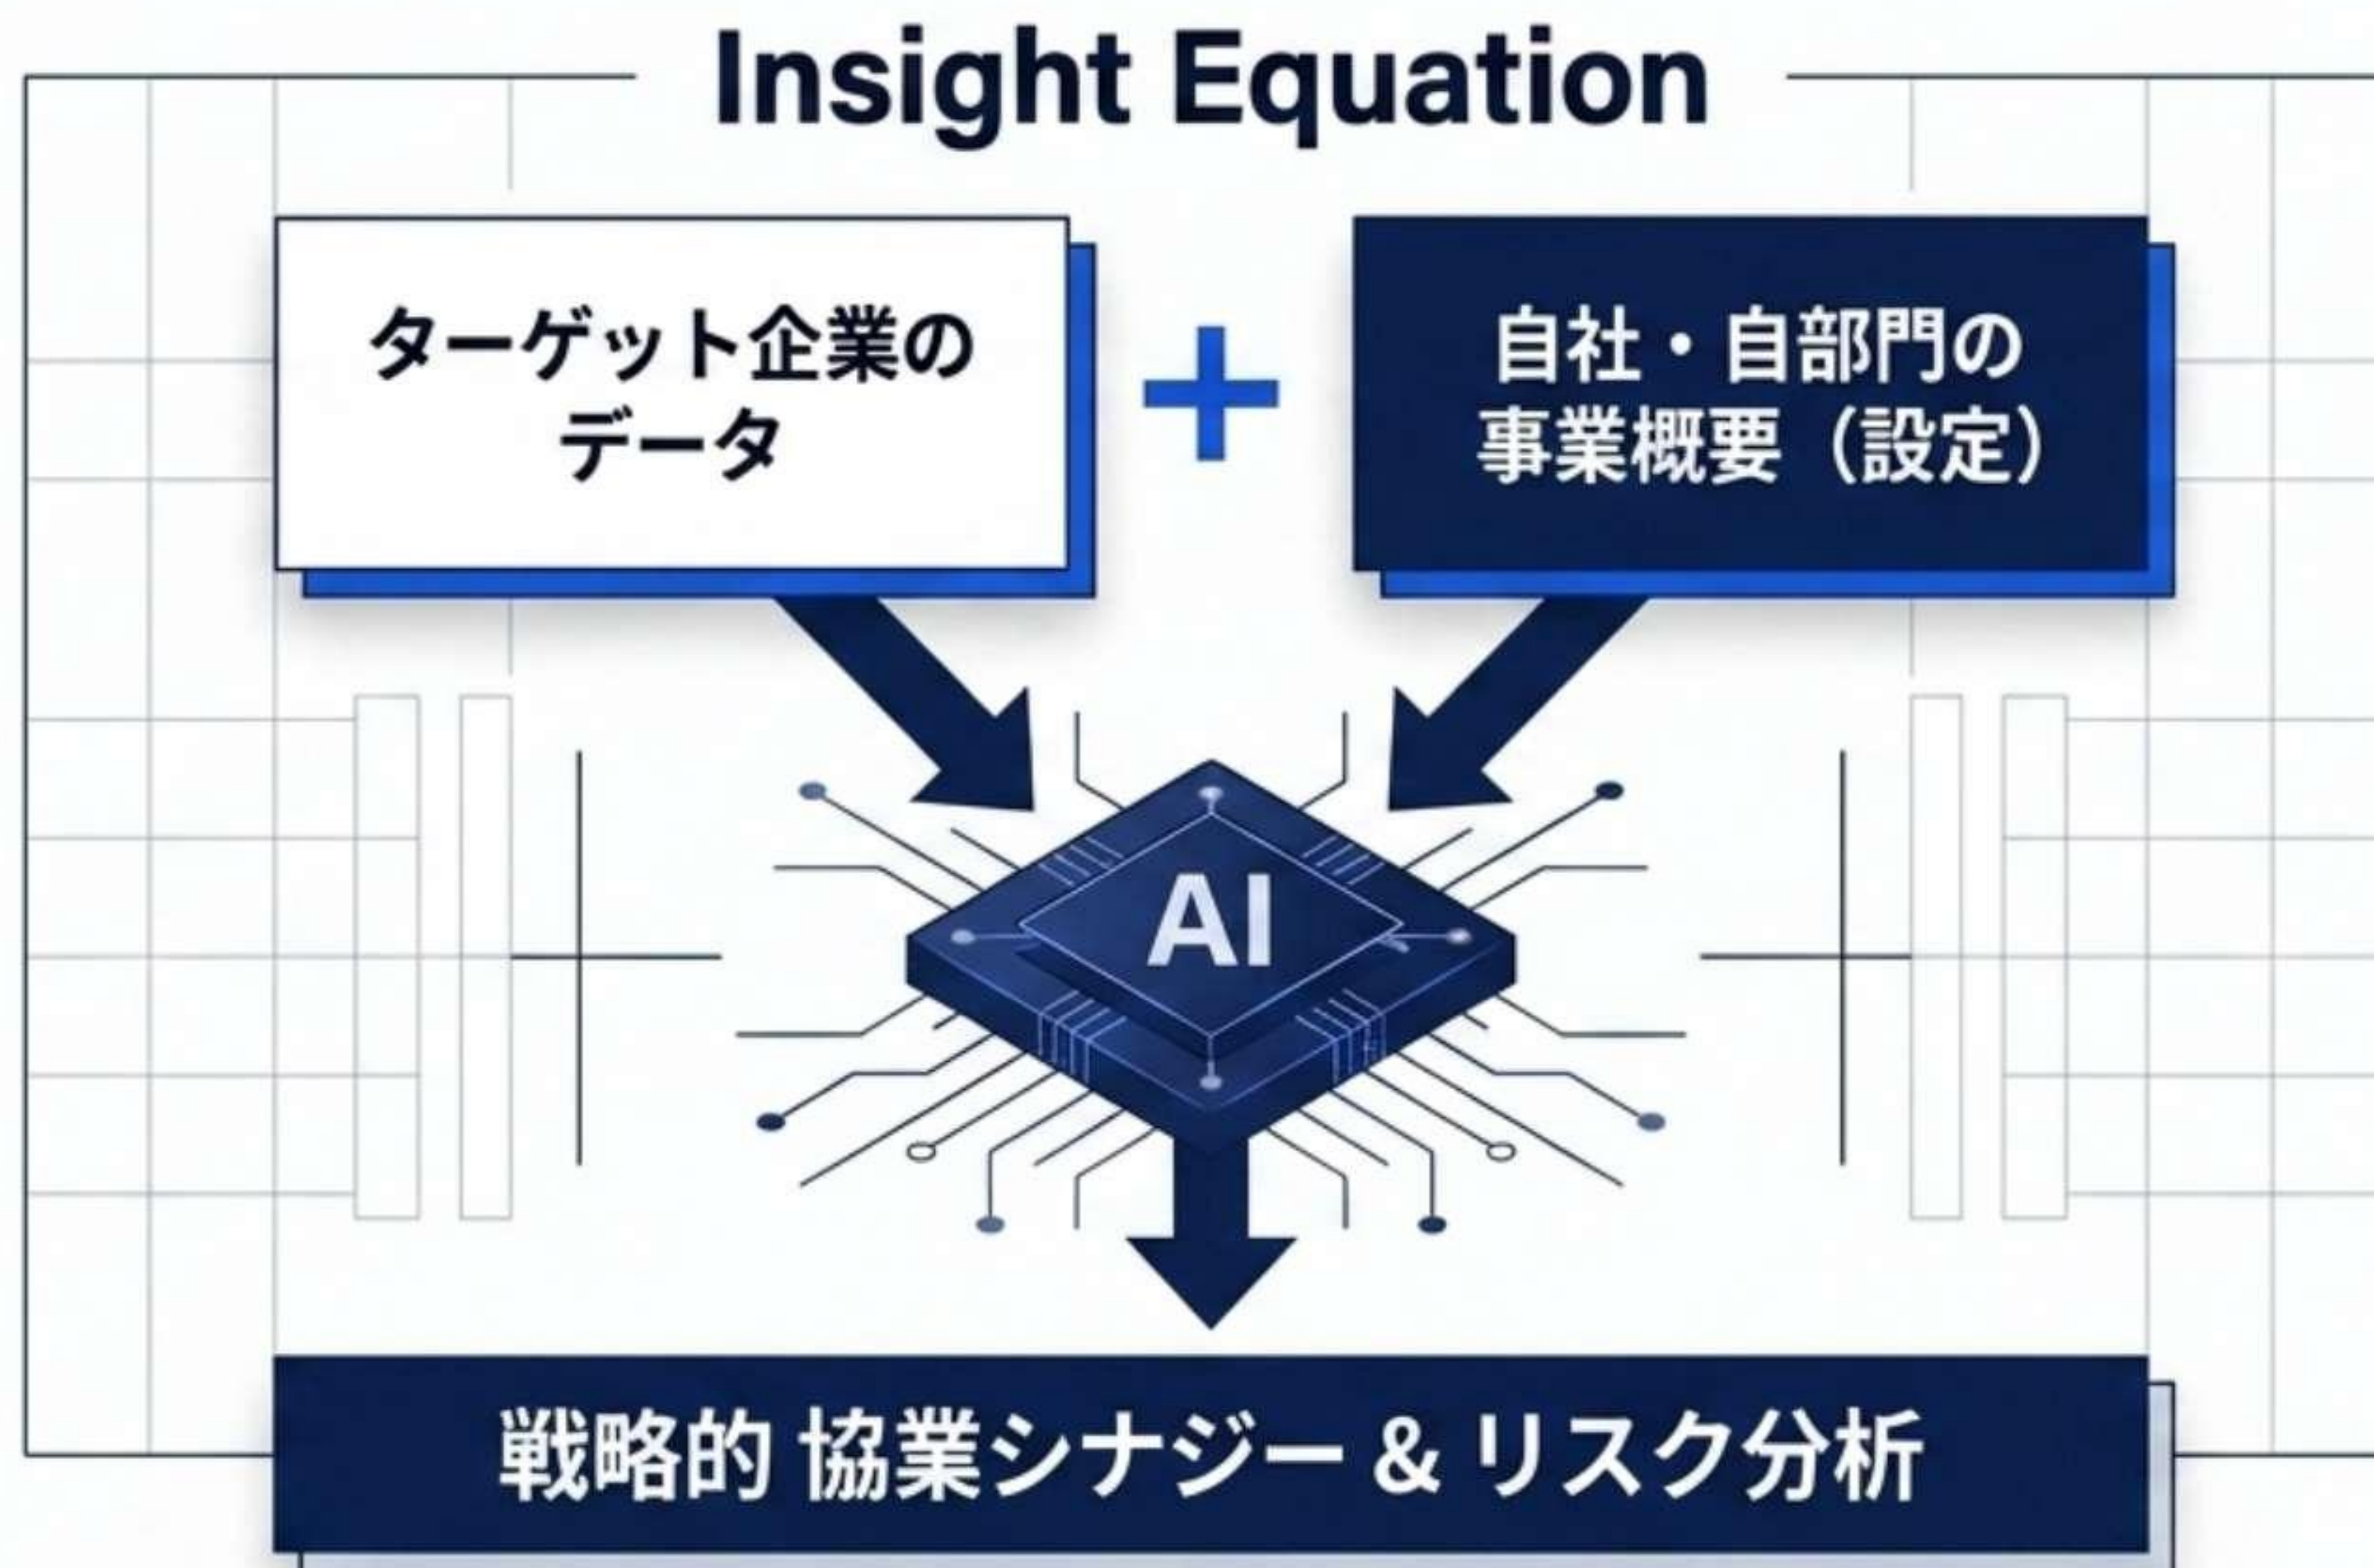 Insight Equation
ターゲット企業の
データ
+
自社・自部門の
事業概要（設定）
AI
戦略的 協業シナジー & リスク分析